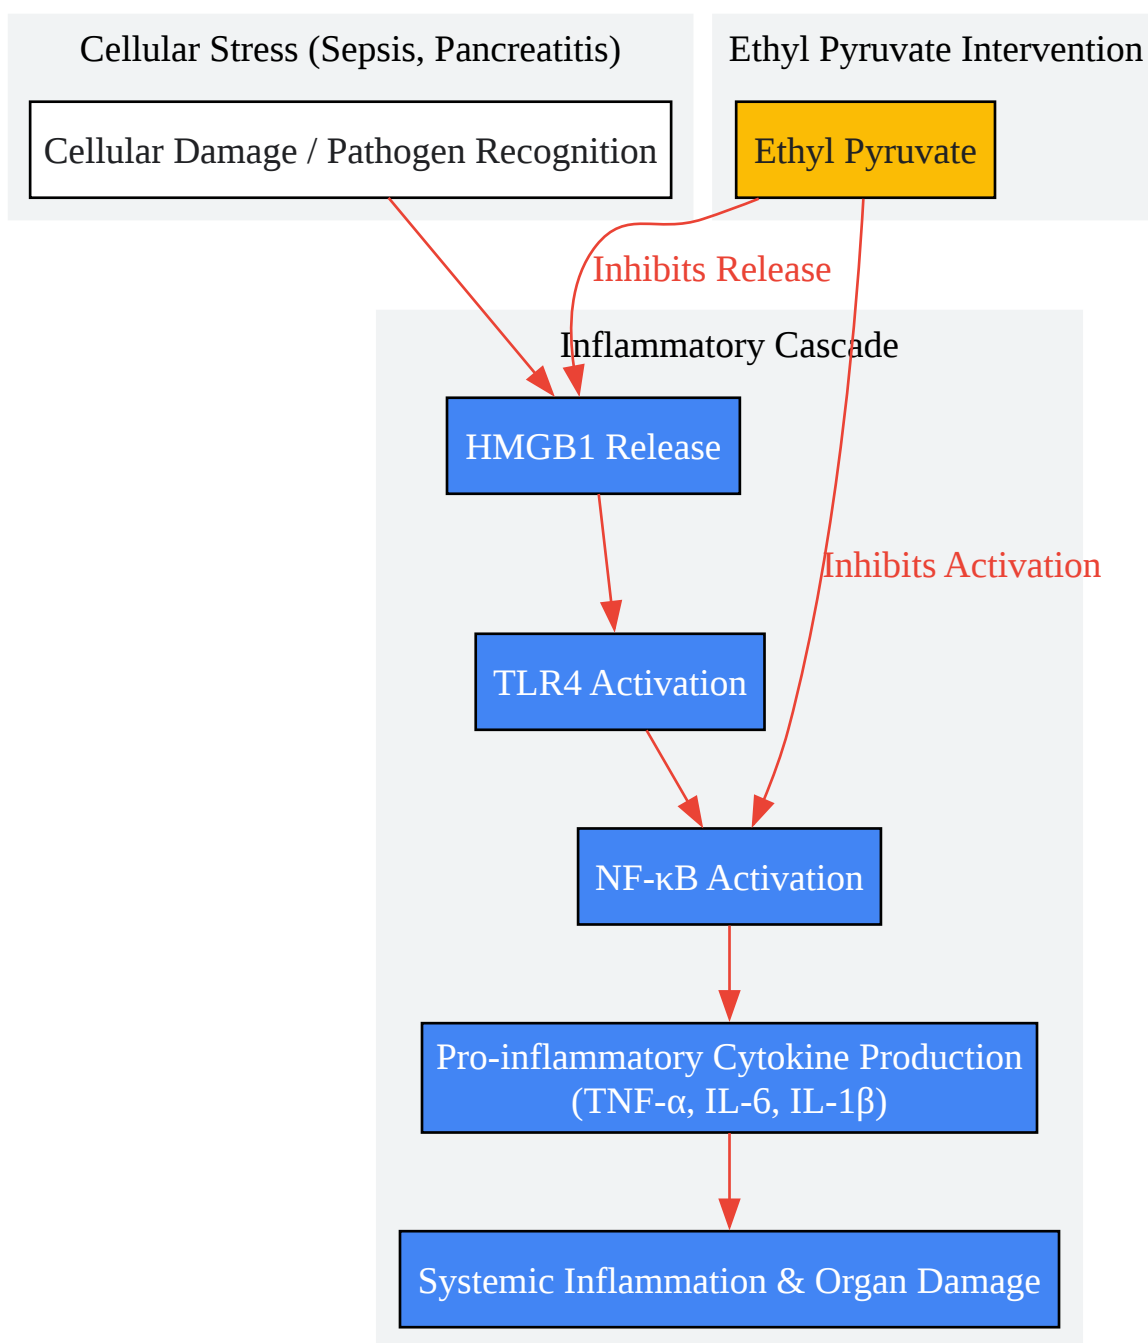 Cellular Stress (Sepsis, Pancreatitis)
Ethyl Pyruvate Intervention
Cellular Damage / Pathogen Recognition
Ethyl Pyruvate
Inhibits Release
Inflammatory Cascade
HMGB1 Release
Inhibits Activation
TLR4 Activation
NF-κB Activation
Pro-inflammatory Cytokine Production
(TNF-α, IL-6, IL-1β)
Systemic Inflammation & Organ Damage